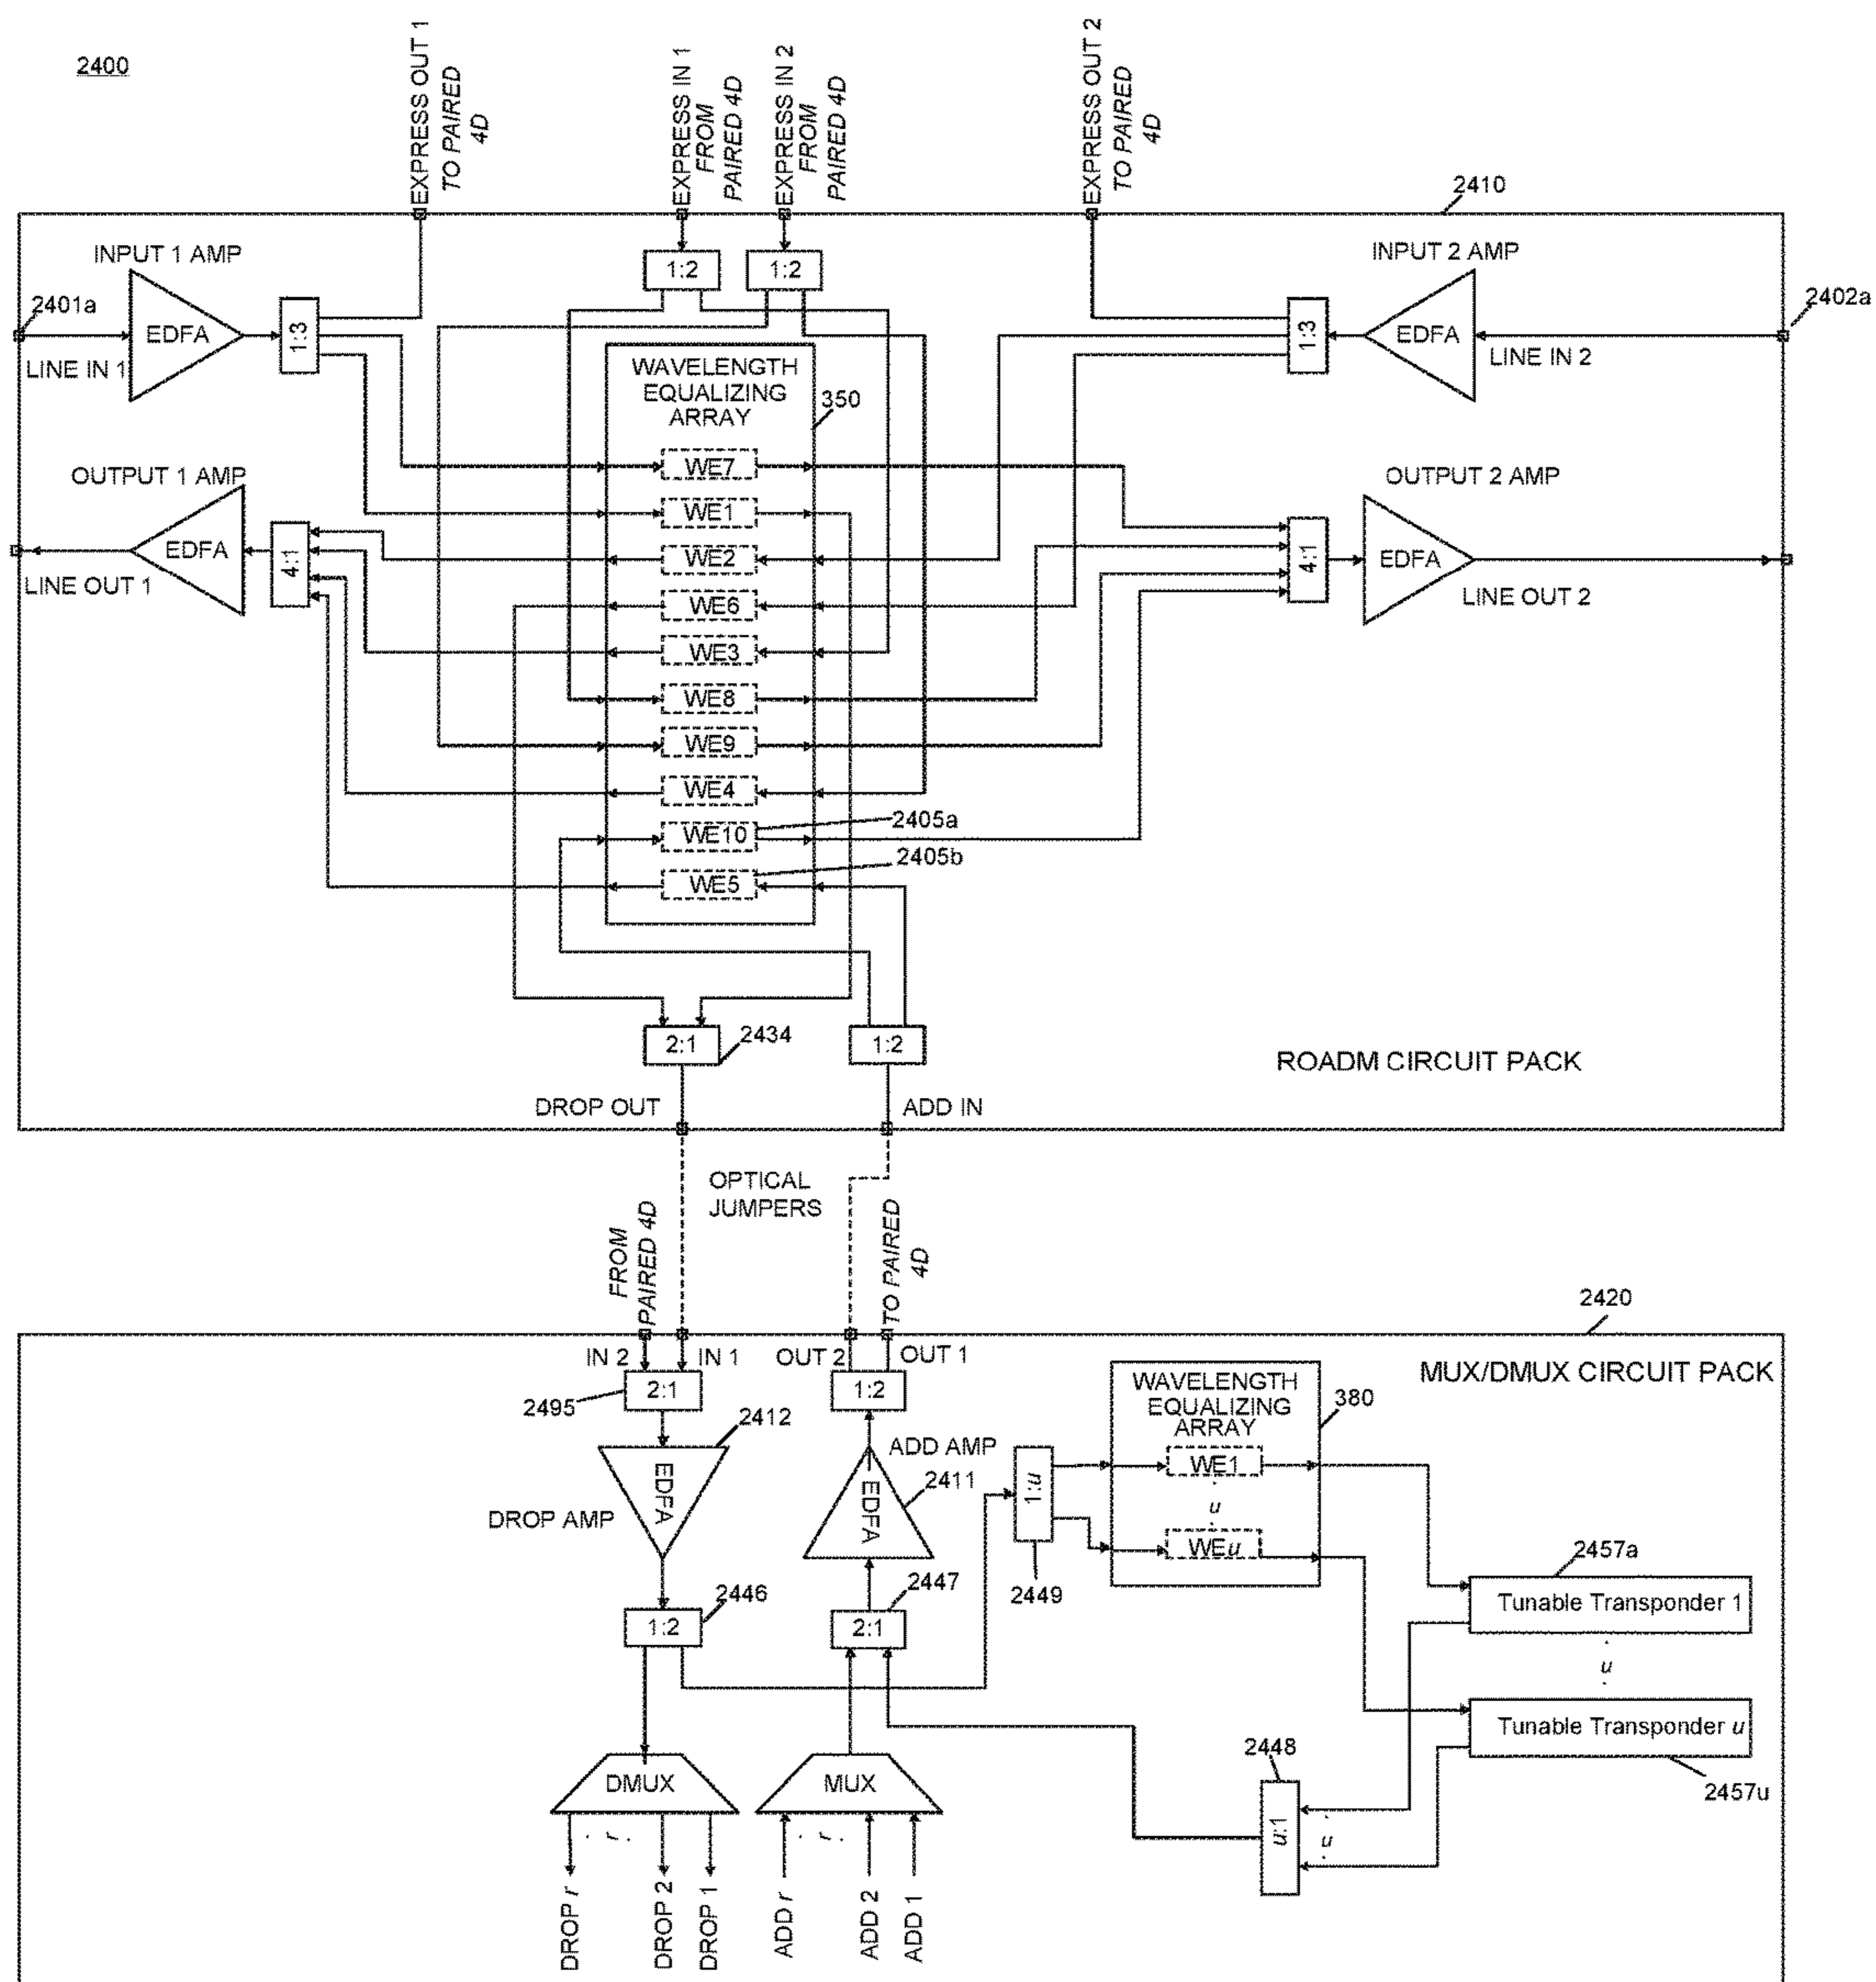 2400
EXPRESS OUT 1
TO PAIRED
4D
EXPRESS IN 1
FROM
PAIRED 4D
EXPRESS IN 2
FROM
PAIRED 4D
EXPRESS OUT 2
TO PAIRED
4D
2410
INPUT 1 AMP
INPUT 2 AMP
1:2
1:2
2401a
2402a
EDFA
1:3
LINE IN 1
1:3
EDFA
LINE IN 2
WAVELENGTH
EQUALIZING
ARRAY
350
OUTPUT 1 AMP
OUTPUT 2 AMP
EDFA
4:1
LINE OUT 1
4:1
EDFA
LINE OUT 2
WE7
WE1
WE2
WE6
WE3
WE8
WE9
WE4
WE10
2405a
WE5
2405b
2:1
2434
1:2
ROADM CIRCUIT PACK
DROP OUT
ADD IN
OPTICAL
JUMPERS
FROM
PAIRED 4D
TO PAIRED
4D
2420
IN 2
IN 1
OUT 2
OUT 1
MUX/DMUX CIRCUIT PACK
2:1
2495
1:2
WAVELENGTH
EQUALIZING
ARRAY
380
2412
EDFA
DROP AMP
ADD AMP
2411
EDFA
1:u
2449
WE1
. u .
WEu
2446
1:2
2447
2:1
2457a
Tunable Transponder 1
. u .
Tunable Transponder u
2457u
2448
u:1
. u .
DMUX
MUX
. r .
. r .
DROP r
DROP 2
DROP 1
ADD r
ADD 2
ADD 1